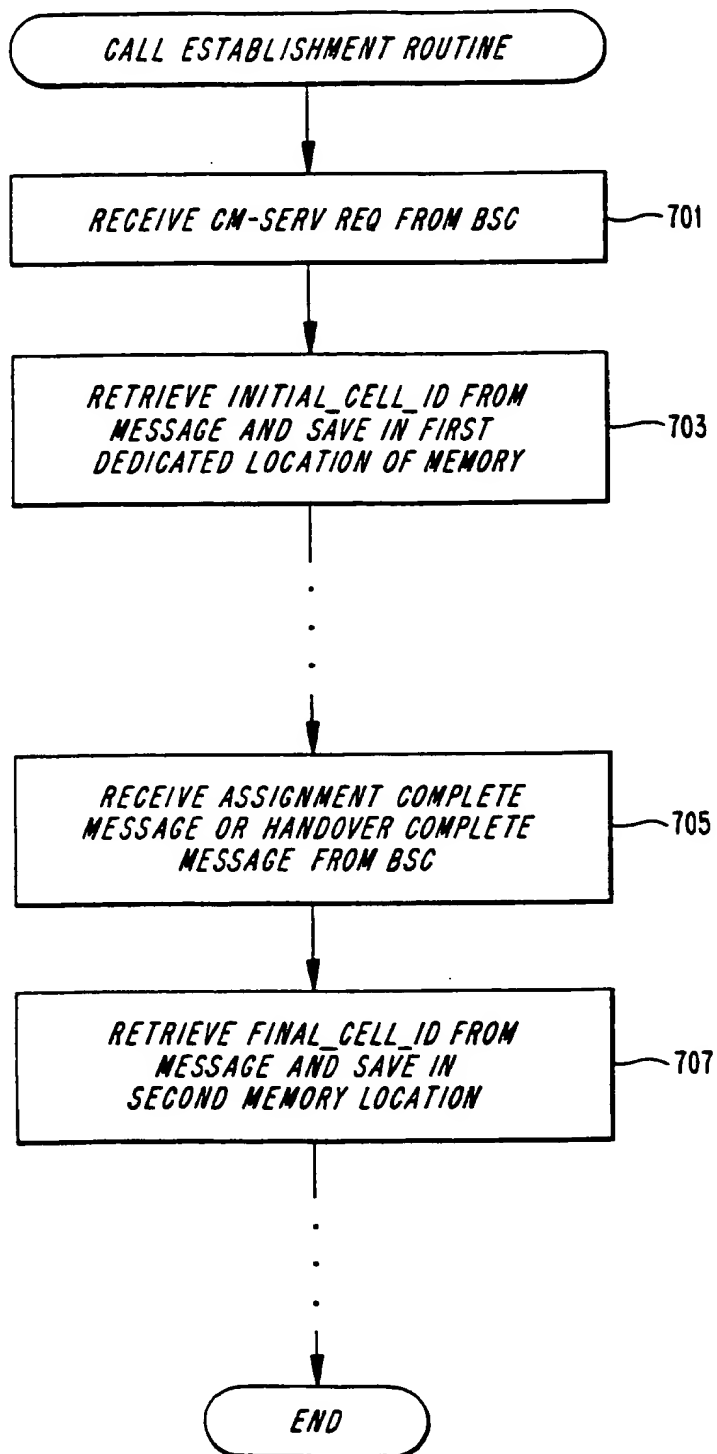 CALL ESTABLISHMENT ROUTINE
RECEIVE CM-SERV REQ FROM BSC
701
RETRIEVE INITIAL_CELL_ID FROM
MESSAGE AND SAVE IN FIRST
DEDICATED LOCATION OF MEMORY
703
RECEIVE ASSIGNMENT COMPLETE
MESSAGE OR HANDOVER COMPLETE
MESSAGE FROM BSC
705
RETRIEVE FINAL_CELL_ID FROM
MESSAGE AND SAVE IN
SECOND MEMORY LOCATION
707
END